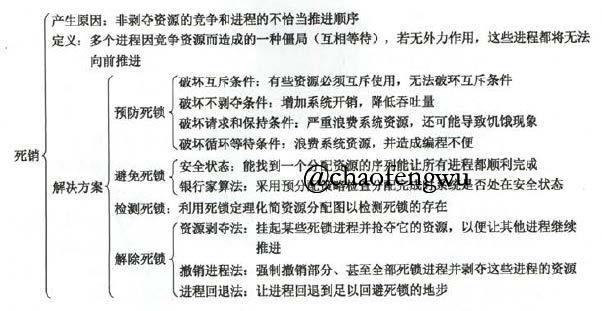 产生原因：非剥夺资源的竞争和进程的不恰当推进顺序
定义：多个进程因竞争资源而造成的一种僵局（互相等待），若无外力作用，这些进程都将无法
向前推进
死销
解决方案
预防死锁
破坏互斥条件：有些资源必须互斥使用，无法破环互斥条件
破坏不剥夺条件：增加系统开销，降低吞吐量
破坏请求和保持条件：严重浪费系统资源，还可能导致饥饿现象
破坏循环等待条件：浪费系统资源，并造成编程不便
避免死锁
安全状态：能找到一个分配资源的序列能让所有进程都顺利完成
银行家算法：采用预分配策略检查分配完成时系统是否处在安全状态
@chaofengwu
检测死锁：利用死锁定理化简资源分配图以检测死锁的存在
解除死锁
资源剥夺法：挂起某些死锁进程并抢夺它的资源，以便让其他进程继续
推进
撤销进程法：强制撤销部分、甚至全部死锁进程并剥夺这些进程的资源
进程回退法：让进程回退到足以回避死锁的地步